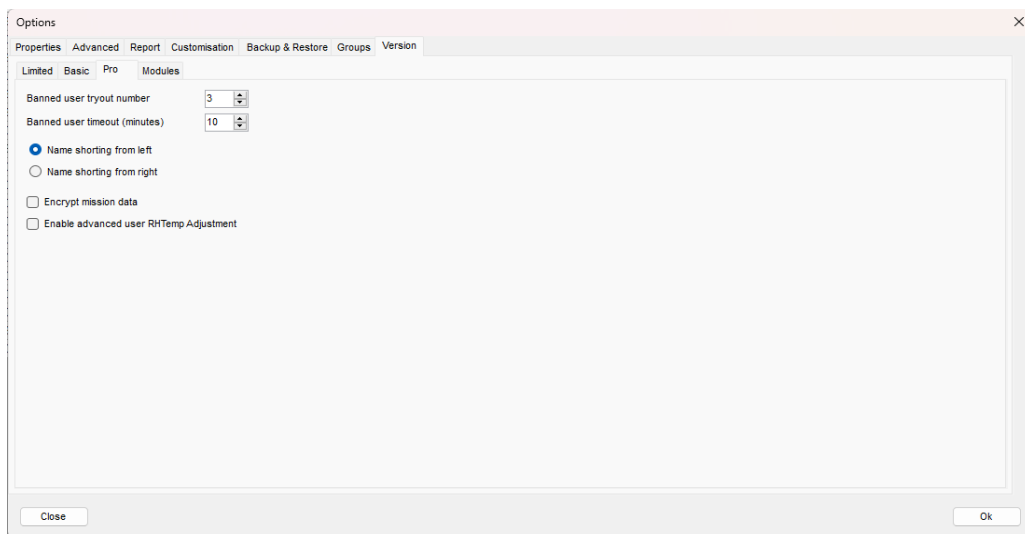 Options
Properties Advanced Report Customisation Backup & Restore Groups Version
Limited Basic Pro Modules
Banned user tryout number 3
Banned user timeout (minutes) 10
Name shorting from left
Name shorting from right
Encrypt mission data
Enable advanced user RHTemp Adjustment
Close Ok